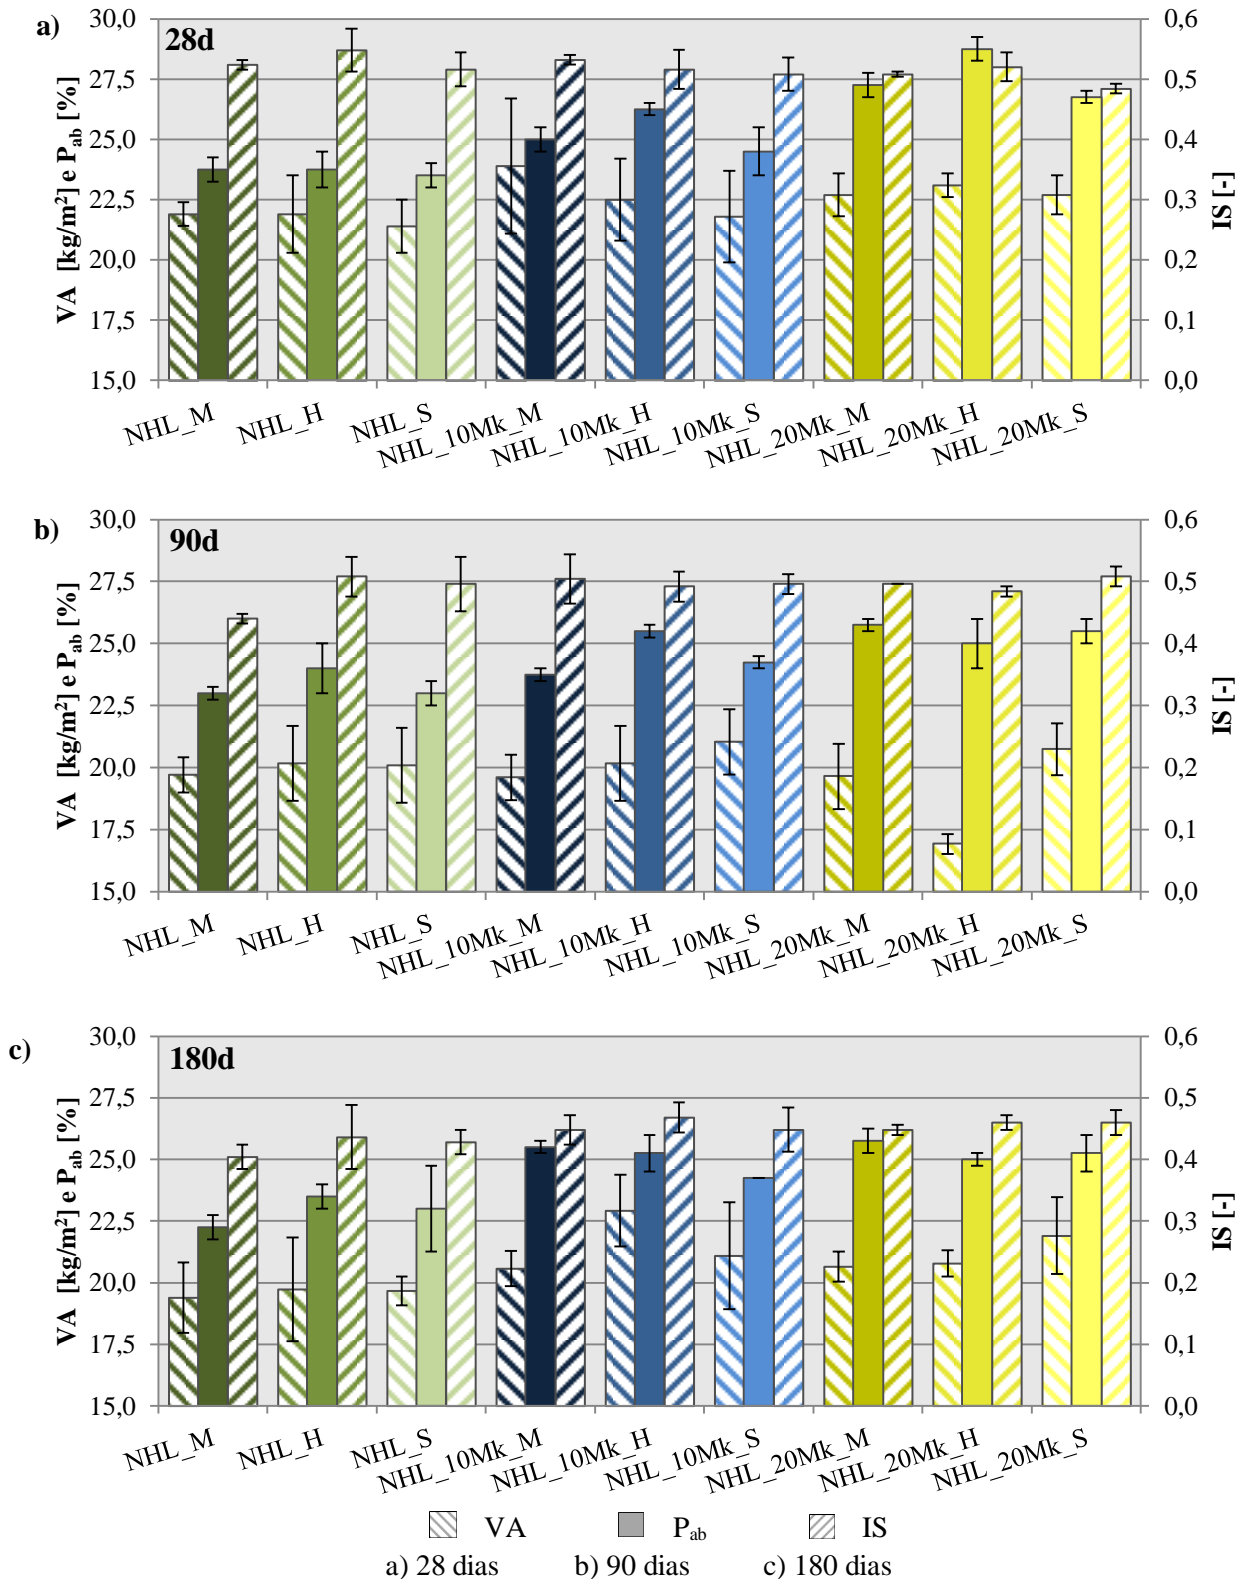 a)
28d
VA [kg/m²] e Pab [%]
30,0
27,5
25,0
22,5
20,0
17,5
15,0
0,6
0,5
0,4
0,3
0,2
0,1
0,0
IS [-]
NHL_M
NHL_H
NHL_S
NHL_10Mk_M
NHL_10Mk_H
NHL_10Mk_S
NHL_20Mk_M
NHL_20Mk_H
NHL_20Mk_S
b)
90d
VA [kg/m²] e Pab [%]
30,0
27,5
25,0
22,5
20,0
17,5
15,0
0,6
0,5
0,4
0,3
0,2
0,1
0,0
IS [-]
NHL_M
NHL_H
NHL_S
NHL_10Mk_M
NHL_10Mk_H
NHL_10Mk_S
NHL_20Mk_M
NHL_20Mk_H
NHL_20Mk_S
c)
180d
VA [kg/m²] e Pab [%]
30,0
27,5
25,0
22,5
20,0
17,5
15,0
0,6
0,5
0,4
0,3
0,2
0,1
0,0
IS [-]
NHL_M
NHL_H
NHL_S
NHL_10Mk_M
NHL_10Mk_H
NHL_10Mk_S
NHL_20Mk_M
NHL_20Mk_H
NHL_20Mk_S
VA Pab IS
a) 28 dias b) 90 dias c) 180 dias